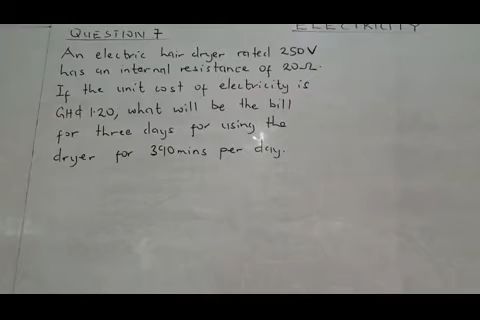 ELECTRICITY
QUESTION 7
An electric hair dryer rated 250V
has an internal resistance of 20Ω.
If the unit cost of electricity is
GH¢ 1.20, what will be the bill
for three days for using the
dryer for 390mins per day.